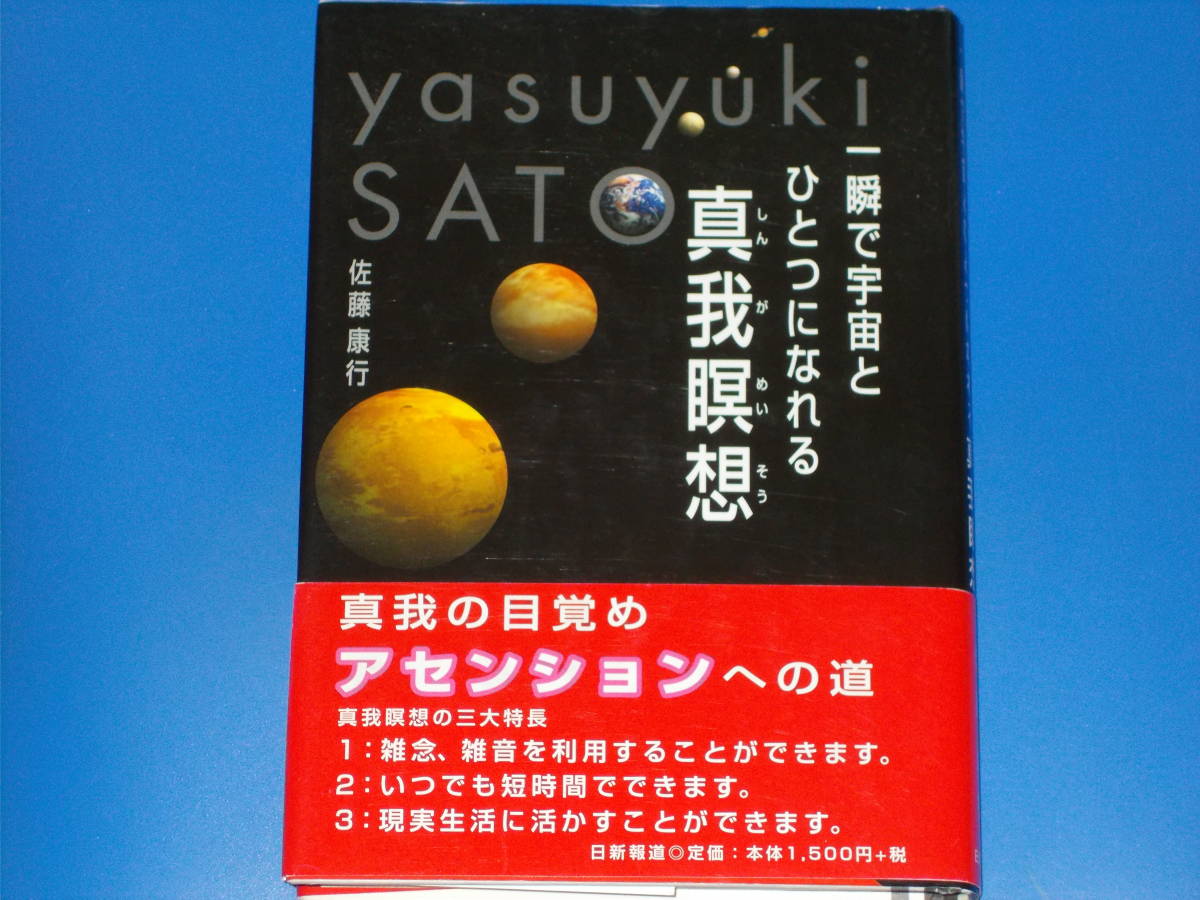 yasuyuki
SATO
一瞬で宇宙と
ひとつになれる
真我瞑想
しんがめいそう
佐藤康行
真我の目覚め
アセンションへの道
真我瞑想の三大特長
1:雑念、雑音を利用することができます。
2:いつでも短時間でできます。
3:現実生活に活かすことができます。
日新報道◎定価:本体1,500円+税